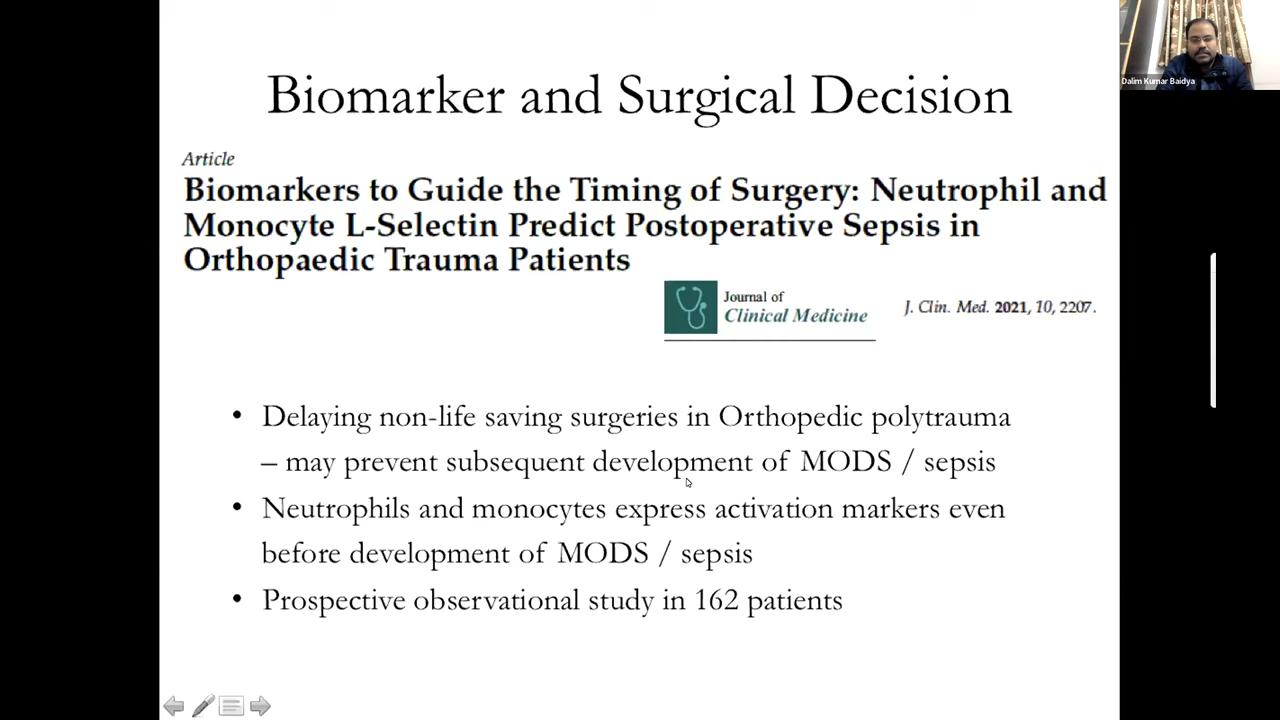 Biomarker and Surgical Decision
Dalim Kumar Baidya
Article
Biomarkers to Guide the Timing of Surgery: Neutrophil and
Monocyte L-Selectin Predict Postoperative Sepsis in
Orthopaedic Trauma Patients
Journal of
Clinical Medicine
J. Clin. Med. 2021, 10, 2207.
• Delaying non-life saving surgeries in Orthopedic polytrauma
– may prevent subsequent development of MODS / sepsis
• Neutrophils and monocytes express activation markers even
before development of MODS / sepsis
• Prospective observational study in 162 patients